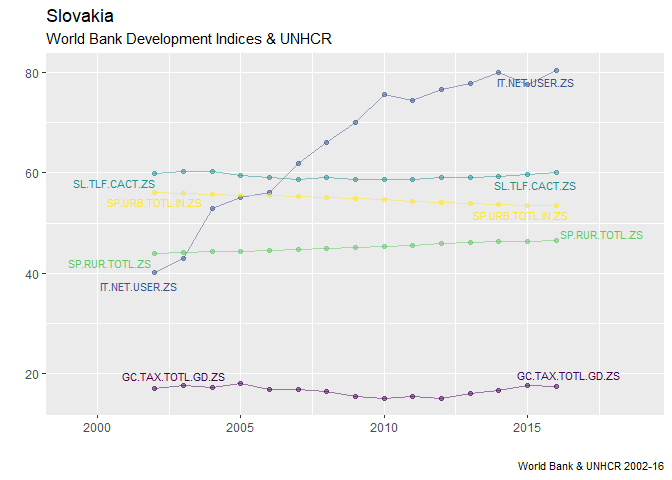 Slovakia
World Bank Development Indices & UNHCR
80
IT.NET.USER.ZS
60
SL.TLF.CACT.ZS
SL.TLF.CACT.ZS
SP.URB.TOTL.IN.ZS
SP.URB.TOTL.IN.ZS
SP.RUR.TOTL.ZS
SP.RUR.TOTL.ZS
40
IT.NET.USER.ZS
GC.TAX.TOTL.GD.ZS
GC.TAX.TOTL.GD.ZS
20
2000
2005
2010
2015
World Bank & UNHCR 2002-16